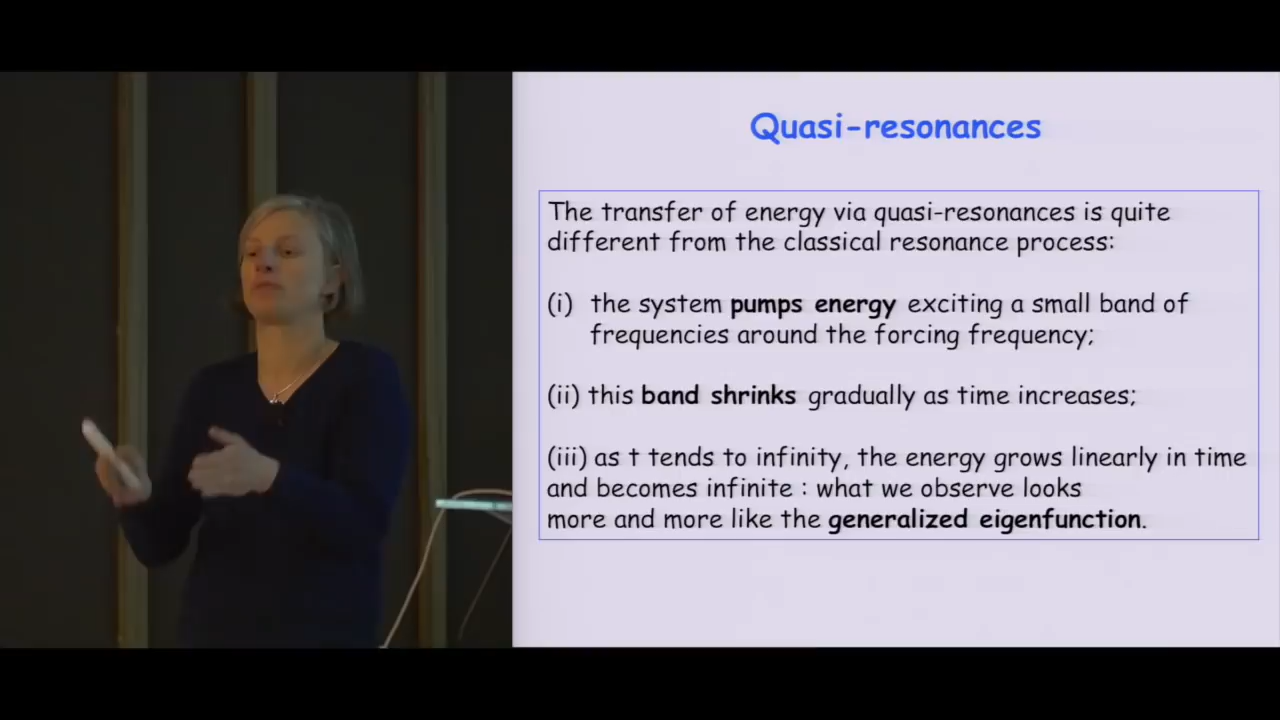 Quasi-resonances
The transfer of energy via quasi-resonances is quite
different from the classical resonance process:
(i) the system pumps energy exciting a small band of
frequencies around the forcing frequency;
(ii) this band shrinks gradually as time increases;
(iii) as t tends to infinity, the energy grows linearly in time
and becomes infinite : what we observe looks
more and more like the generalized eigenfunction.